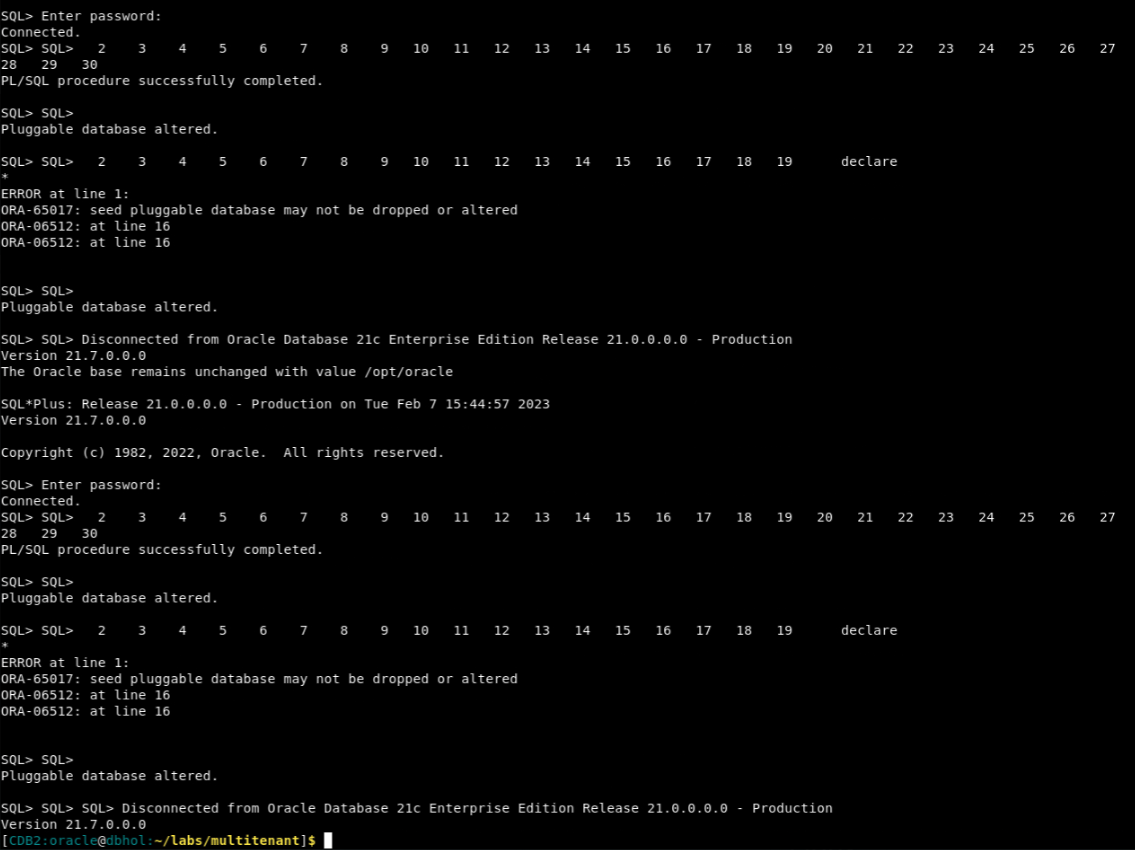 SQL> Enter password:
Connected.
SQL> SQL>   2    3    4    5    6    7    8    9   10   11   12   13   14   15   16   17   18   19   20   21   22   23   24   25   26   27
28   29   30
PL/SQL procedure successfully completed.
SQL> SQL>
Pluggable database altered.
SQL> SQL>   2    3    4    5    6    7    8    9   10   11   12   13   14   15   16   17   18   19      declare
*
ERROR at line 1:
ORA-65017: seed pluggable database may not be dropped or altered
ORA-06512: at line 16
ORA-06512: at line 16
SQL> SQL>
Pluggable database altered.
SQL> SQL> Disconnected from Oracle Database 21c Enterprise Edition Release 21.0.0.0.0 - Production
Version 21.7.0.0.0
The Oracle base remains unchanged with value /opt/oracle
SQL*Plus: Release 21.0.0.0.0 - Production on Tue Feb 7 15:44:57 2023
Version 21.7.0.0.0
Copyright (c) 1982, 2022, Oracle.  All rights reserved.
SQL> Enter password:
Connected.
SQL> SQL>   2    3    4    5    6    7    8    9   10   11   12   13   14   15   16   17   18   19   20   21   22   23   24   25   26   27
28   29   30
PL/SQL procedure successfully completed.
SQL> SQL>
Pluggable database altered.
SQL> SQL>   2    3    4    5    6    7    8    9   10   11   12   13   14   15   16   17   18   19      declare
*
ERROR at line 1:
ORA-65017: seed pluggable database may not be dropped or altered
ORA-06512: at line 16
ORA-06512: at line 16
SQL> SQL>
Pluggable database altered.
SQL> SQL> SQL> Disconnected from Oracle Database 21c Enterprise Edition Release 21.0.0.0.0 - Production
Version 21.7.0.0.0
[CDB2:oracle@dbhol:~/labs/multitenant]$